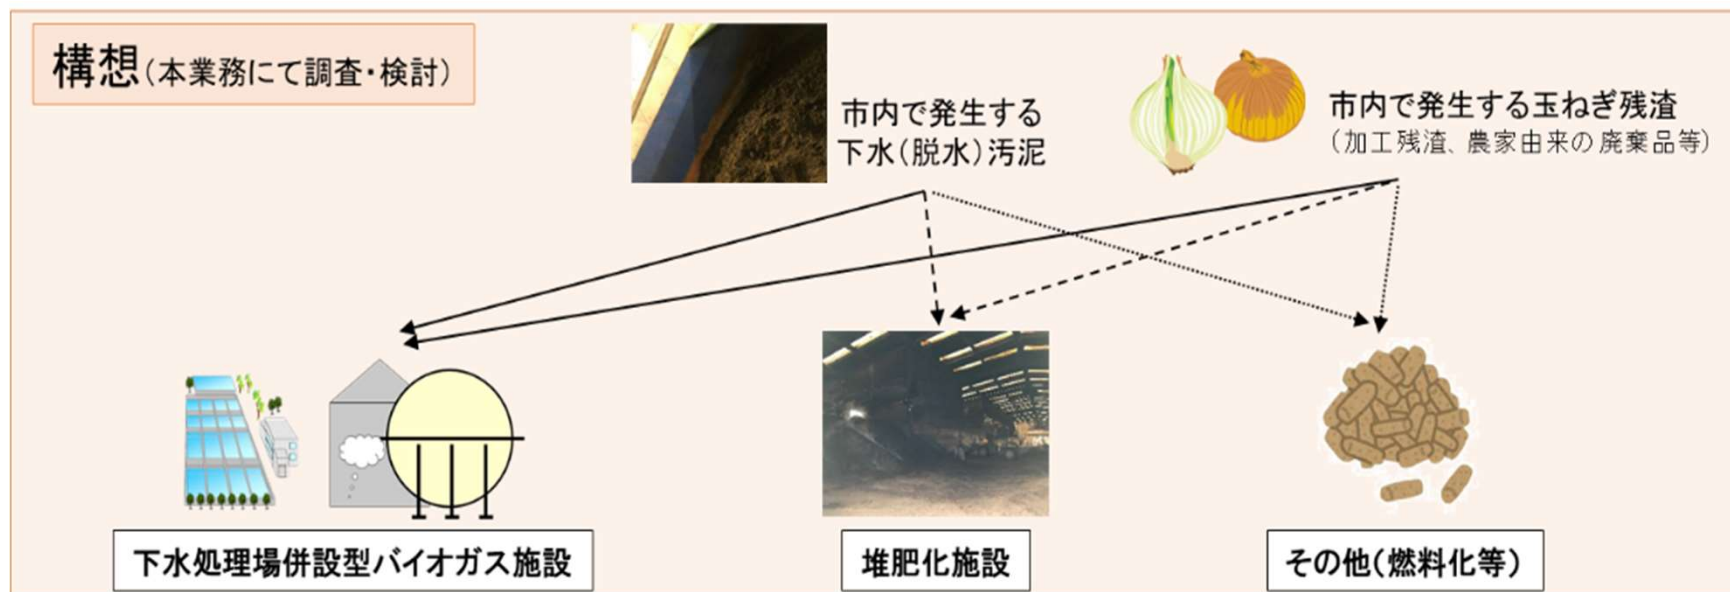 構想(本業務にて調査・検討)
市内で発生する
下水(脱水)汚泥
市内で発生する玉ねぎ残渣
(加工残渣、農家由来の廃棄品等)
下水処理場併設型バイオガス施設
堆肥化施設
その他(燃料化等)